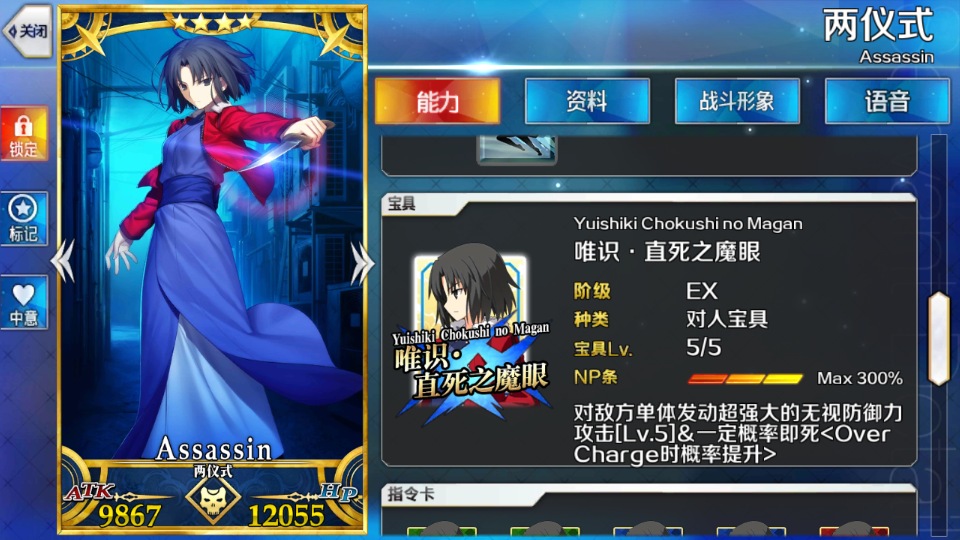 关闭
锁定
标记
中意
Assassin
两仪式
ATK
9867
HP
12055
两仪式
Assassin
能力
资料
战斗形象
语音
宝具
Yuishiki Chokushi no Magan
唯识·
直死之魔眼
Yuishiki Chokushi no Magan
唯识·直死之魔眼
阶级 EX
种类 对人宝具
宝具Lv. 5/5
NP条 Max 300%
对敌方单体发动超强大的无视防御力
攻击[Lv.5]&一定概率即死<Over
Charge时概率提升>
指令卡